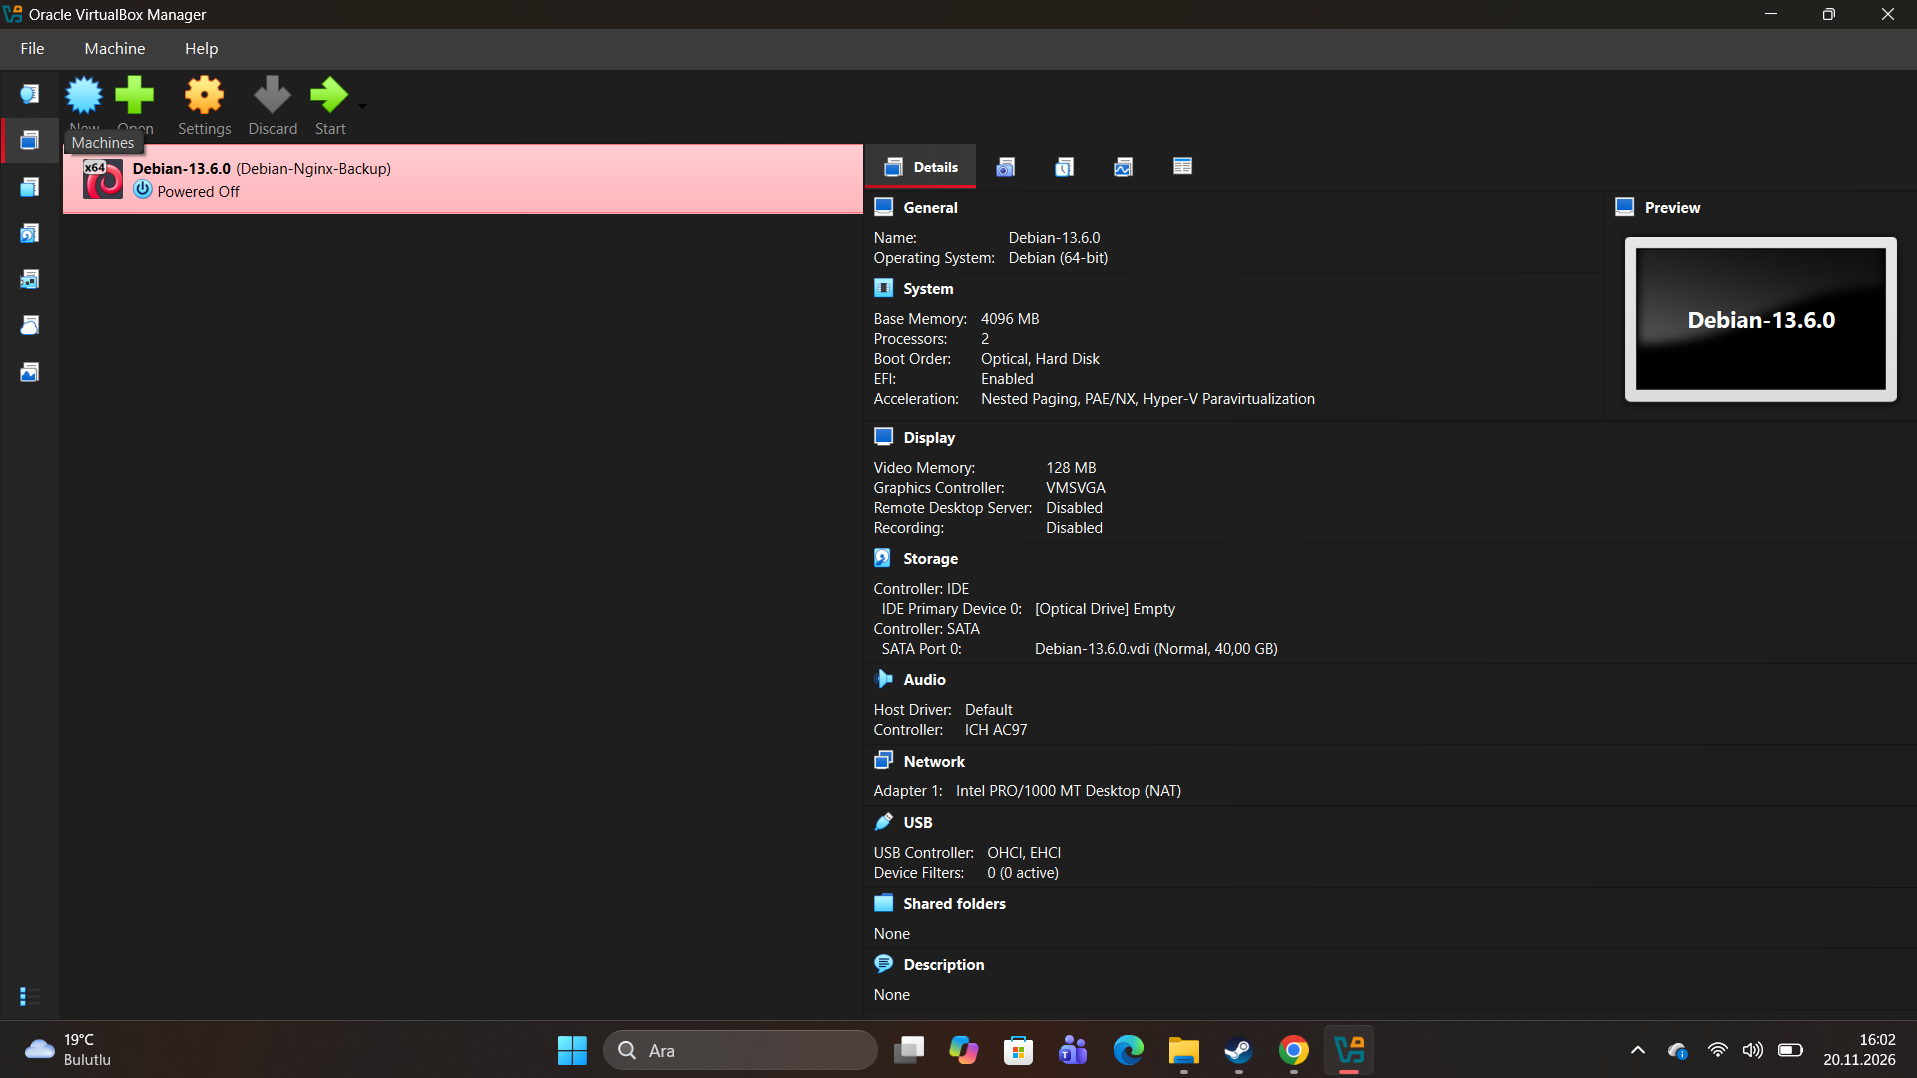 Oracle VirtualBox Manager
File Machine Help
New Open Settings Discard Start
Machines
x64
Debian-13.6.0 (Debian-Nginx-Backup)
Powered Off
Details
General
Name: Debian-13.6.0
Operating System: Debian (64-bit)
System
Base Memory: 4096 MB
Processors: 2
Boot Order: Optical, Hard Disk
EFI: Enabled
Acceleration: Nested Paging, PAE/NX, Hyper-V Paravirtualization
Preview
Debian-13.6.0
Display
Video Memory: 128 MB
Graphics Controller: VMSVGA
Remote Desktop Server: Disabled
Recording: Disabled
Storage
Controller: IDE
IDE Primary Device 0: [Optical Drive] Empty
Controller: SATA
SATA Port 0: Debian-13.6.0.vdi (Normal, 40,00 GB)
Audio
Host Driver: Default
Controller: ICH AC97
Network
Adapter 1: Intel PRO/1000 MT Desktop (NAT)
USB
USB Controller: OHCI, EHCI
Device Filters: 0 (0 active)
Shared folders
None
Description
None
19°C
Bulutlu
Ara
16:02
20.11.2026